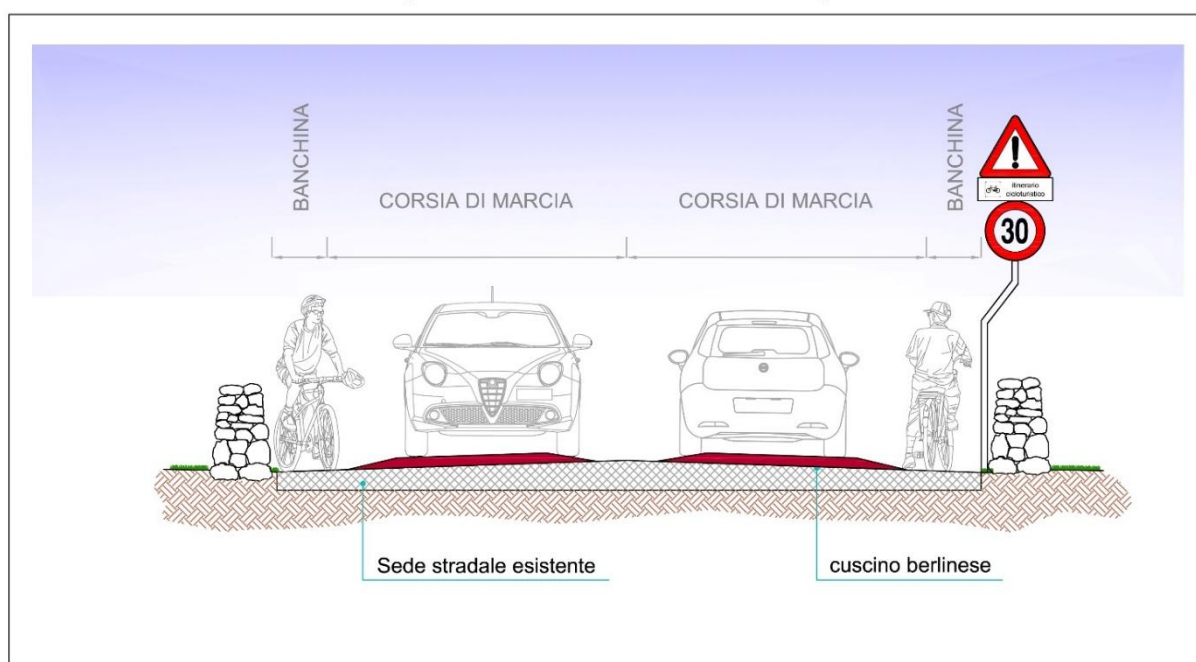 BANCHINA
CORSIA DI MARCIA
CORSIA DI MARCIA
BANCHINA
itinerario
cicloturistico
30
Sede stradale esistente
cuscino berlinese